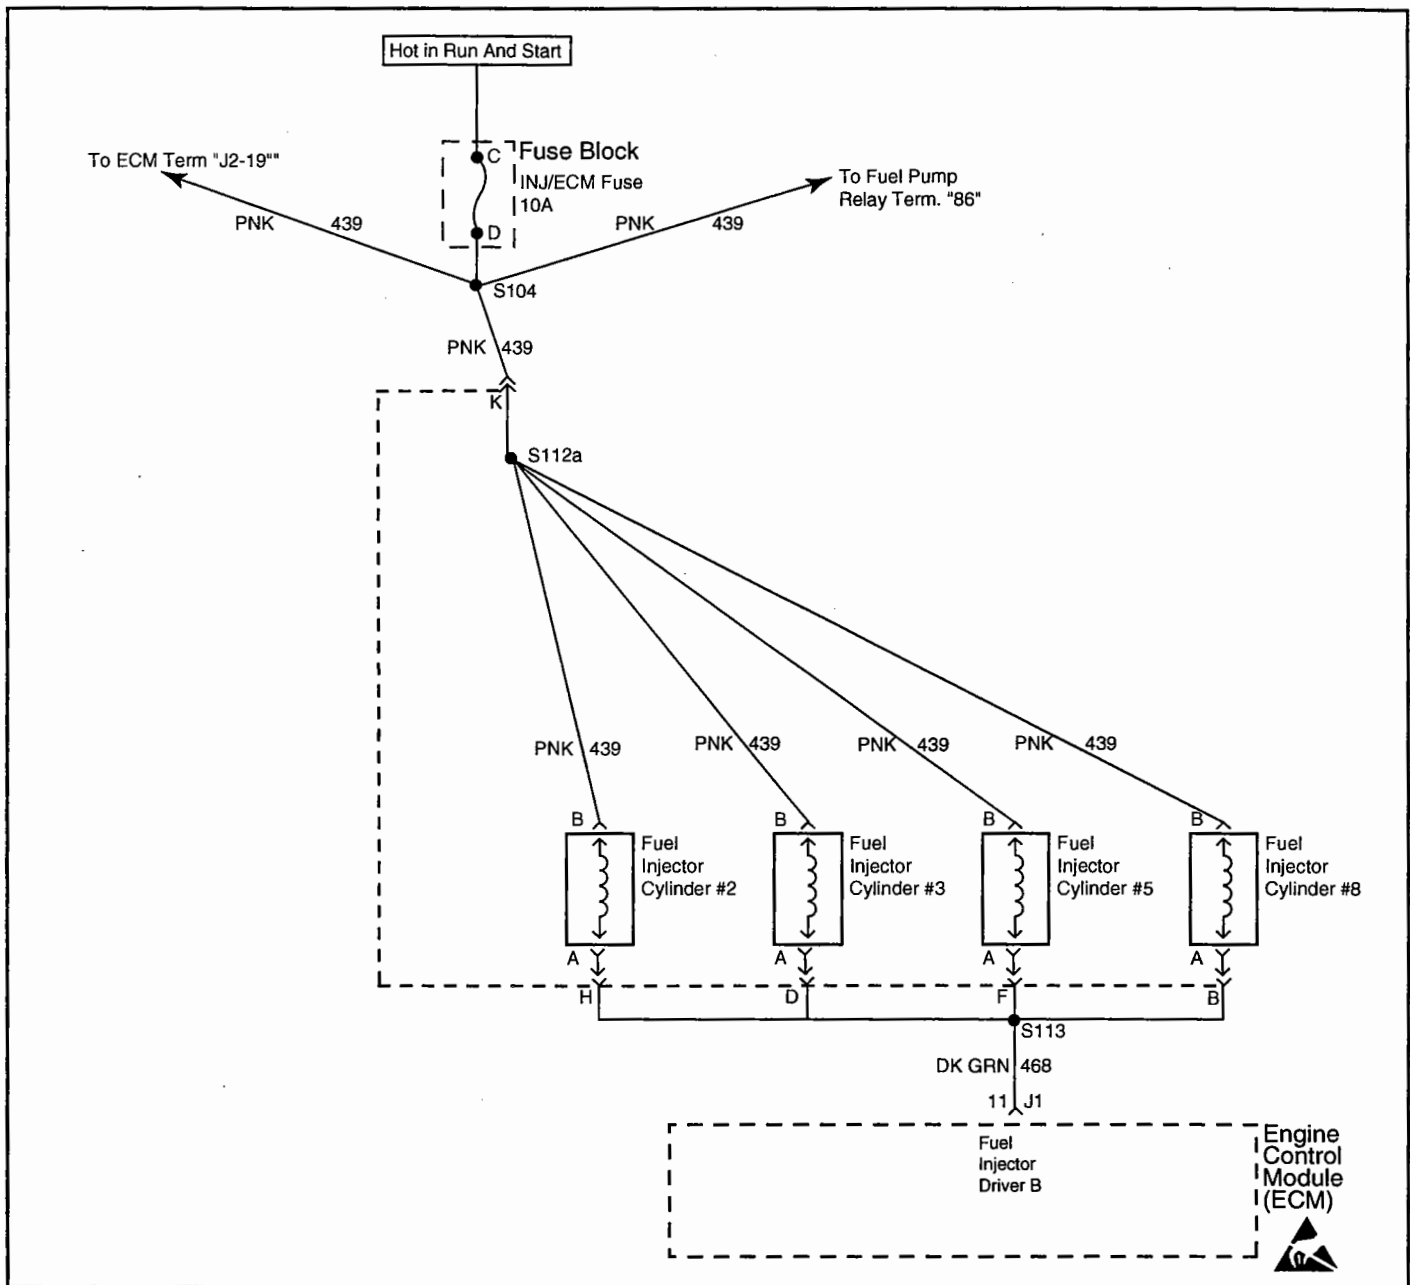 Hot in Run And Start
To ECM Term "J2-19""
C
Fuse Block
INJ/ECM Fuse
10A
To Fuel Pump
Relay Term. "86"
PNK 439
PNK 439
D
S104
PNK 439
K
S112a
PNK 439
PNK 439
PNK 439
PNK 439
B
Fuel
Injector
Cylinder #2
B
Fuel
Injector
Cylinder #3
B
Fuel
Injector
Cylinder #5
B
Fuel
Injector
Cylinder #8
A
A
A
A
H
D
F
B
S113
DK GRN 468
11 J1
Fuel
Injector
Driver B
Engine
Control
Module
(ECM)